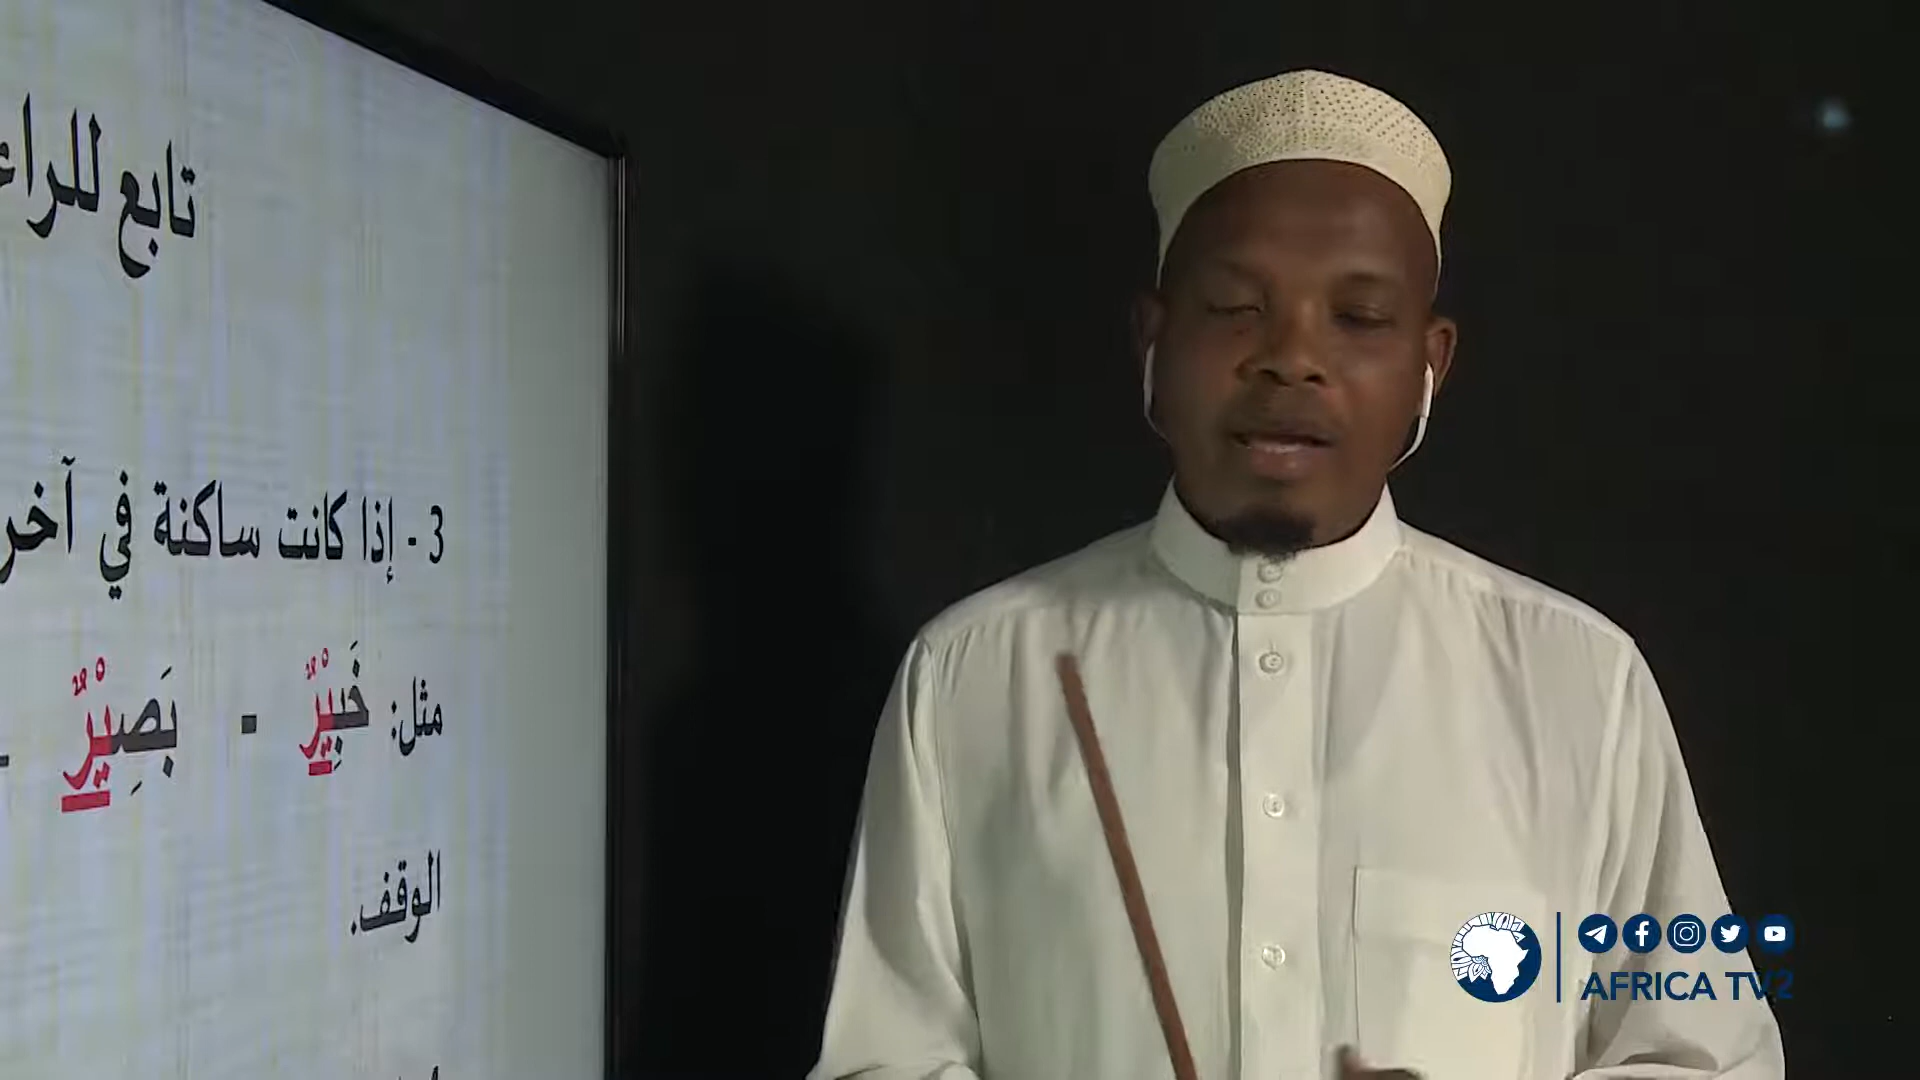 تابع للراء
3 - إذا كانت ساكنة في آخر
مثل: خَبِيْرٌ - بَصِيْرٌ -
الوقف.
AFRICA TV2